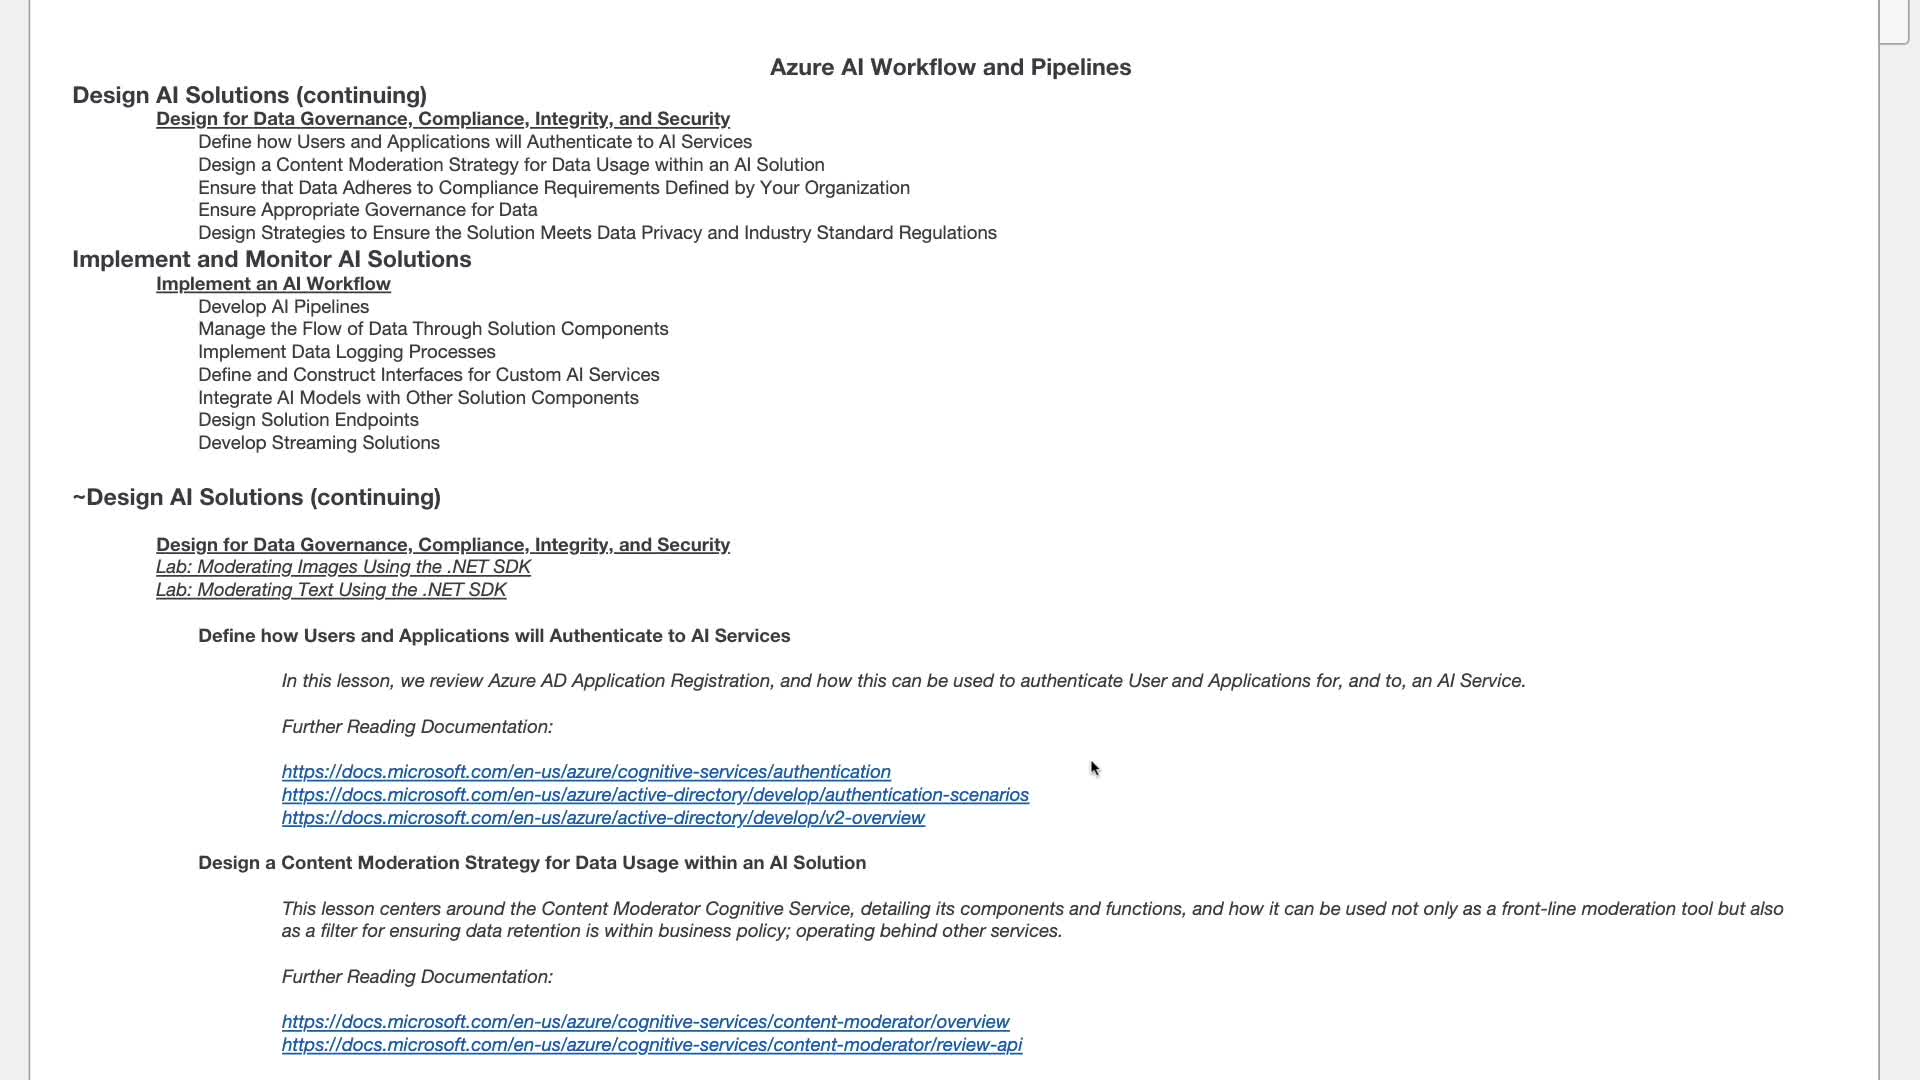 Azure AI Workflow and Pipelines
Design AI Solutions (continuing)
Design for Data Governance, Compliance, Integrity, and Security
Define how Users and Applications will Authenticate to AI Services
Design a Content Moderation Strategy for Data Usage within an AI Solution
Ensure that Data Adheres to Compliance Requirements Defined by Your Organization
Ensure Appropriate Governance for Data
Design Strategies to Ensure the Solution Meets Data Privacy and Industry Standard Regulations
Implement and Monitor AI Solutions
Implement an AI Workflow
Develop AI Pipelines
Manage the Flow of Data Through Solution Components
Implement Data Logging Processes
Define and Construct Interfaces for Custom AI Services
Integrate AI Models with Other Solution Components
Design Solution Endpoints
Develop Streaming Solutions
~Design AI Solutions (continuing)
Design for Data Governance, Compliance, Integrity, and Security
Lab: Moderating Images Using the .NET SDK
Lab: Moderating Text Using the .NET SDK
Define how Users and Applications will Authenticate to AI Services
In this lesson, we review Azure AD Application Registration, and how this can be used to authenticate User and Applications for, and to, an AI Service.
Further Reading Documentation:
https://docs.microsoft.com/en-us/azure/cognitive-services/authentication
https://docs.microsoft.com/en-us/azure/active-directory/develop/authentication-scenarios
https://docs.microsoft.com/en-us/azure/active-directory/develop/v2-overview
Design a Content Moderation Strategy for Data Usage within an AI Solution
This lesson centers around the Content Moderator Cognitive Service, detailing its components and functions, and how it can be used not only as a front-line moderation tool but also
as a filter for ensuring data retention is within business policy; operating behind other services.
Further Reading Documentation:
https://docs.microsoft.com/en-us/azure/cognitive-services/content-moderator/overview
https://docs.microsoft.com/en-us/azure/cognitive-services/content-moderator/review-api